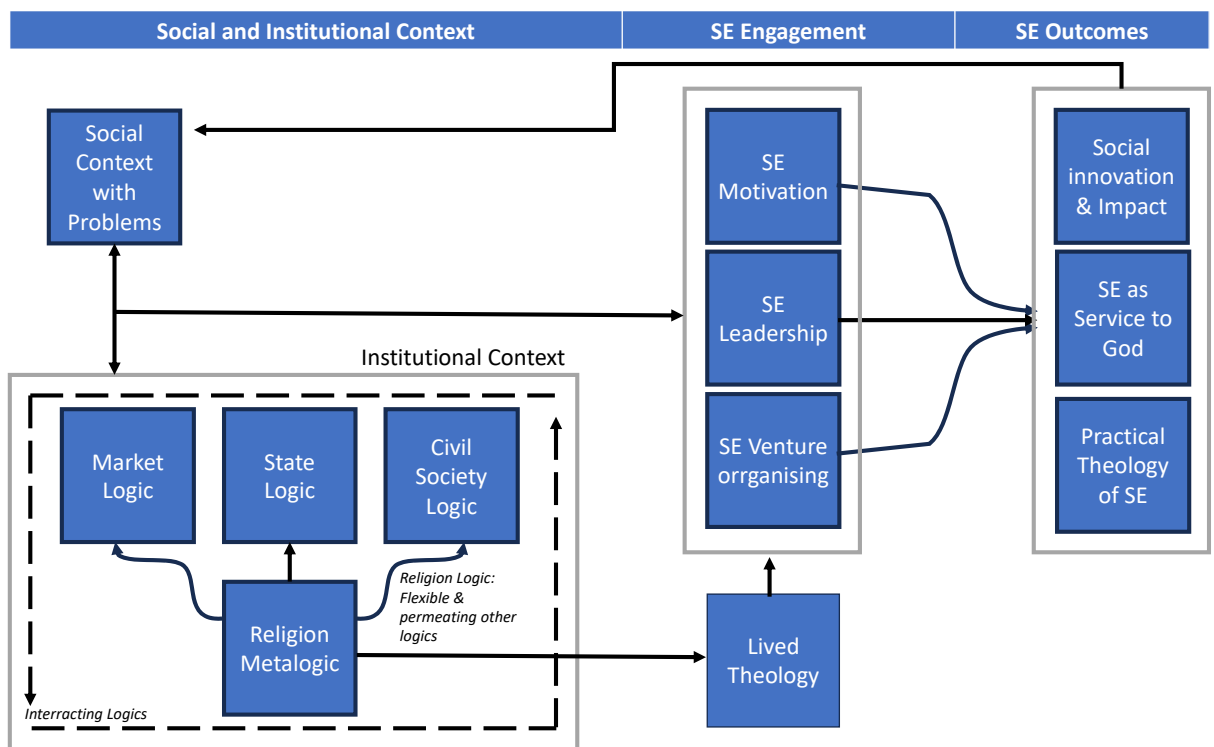 Social and Institutional Context
SE Engagement
SE Outcomes
Social
Context
with
Problems
SE
Motivation
Social
innovation
& Impact
SE
Leadership
SE as
Service to
God
Institutional Context
Market
Logic
State
Logic
Civil
Society
Logic
SE Venture
orrganising
Practical
Theology
of SE
Religion Logic:
Flexible &
permeating other
logics
Religion
Metalogic
Lived
Theology
Interracting Logics